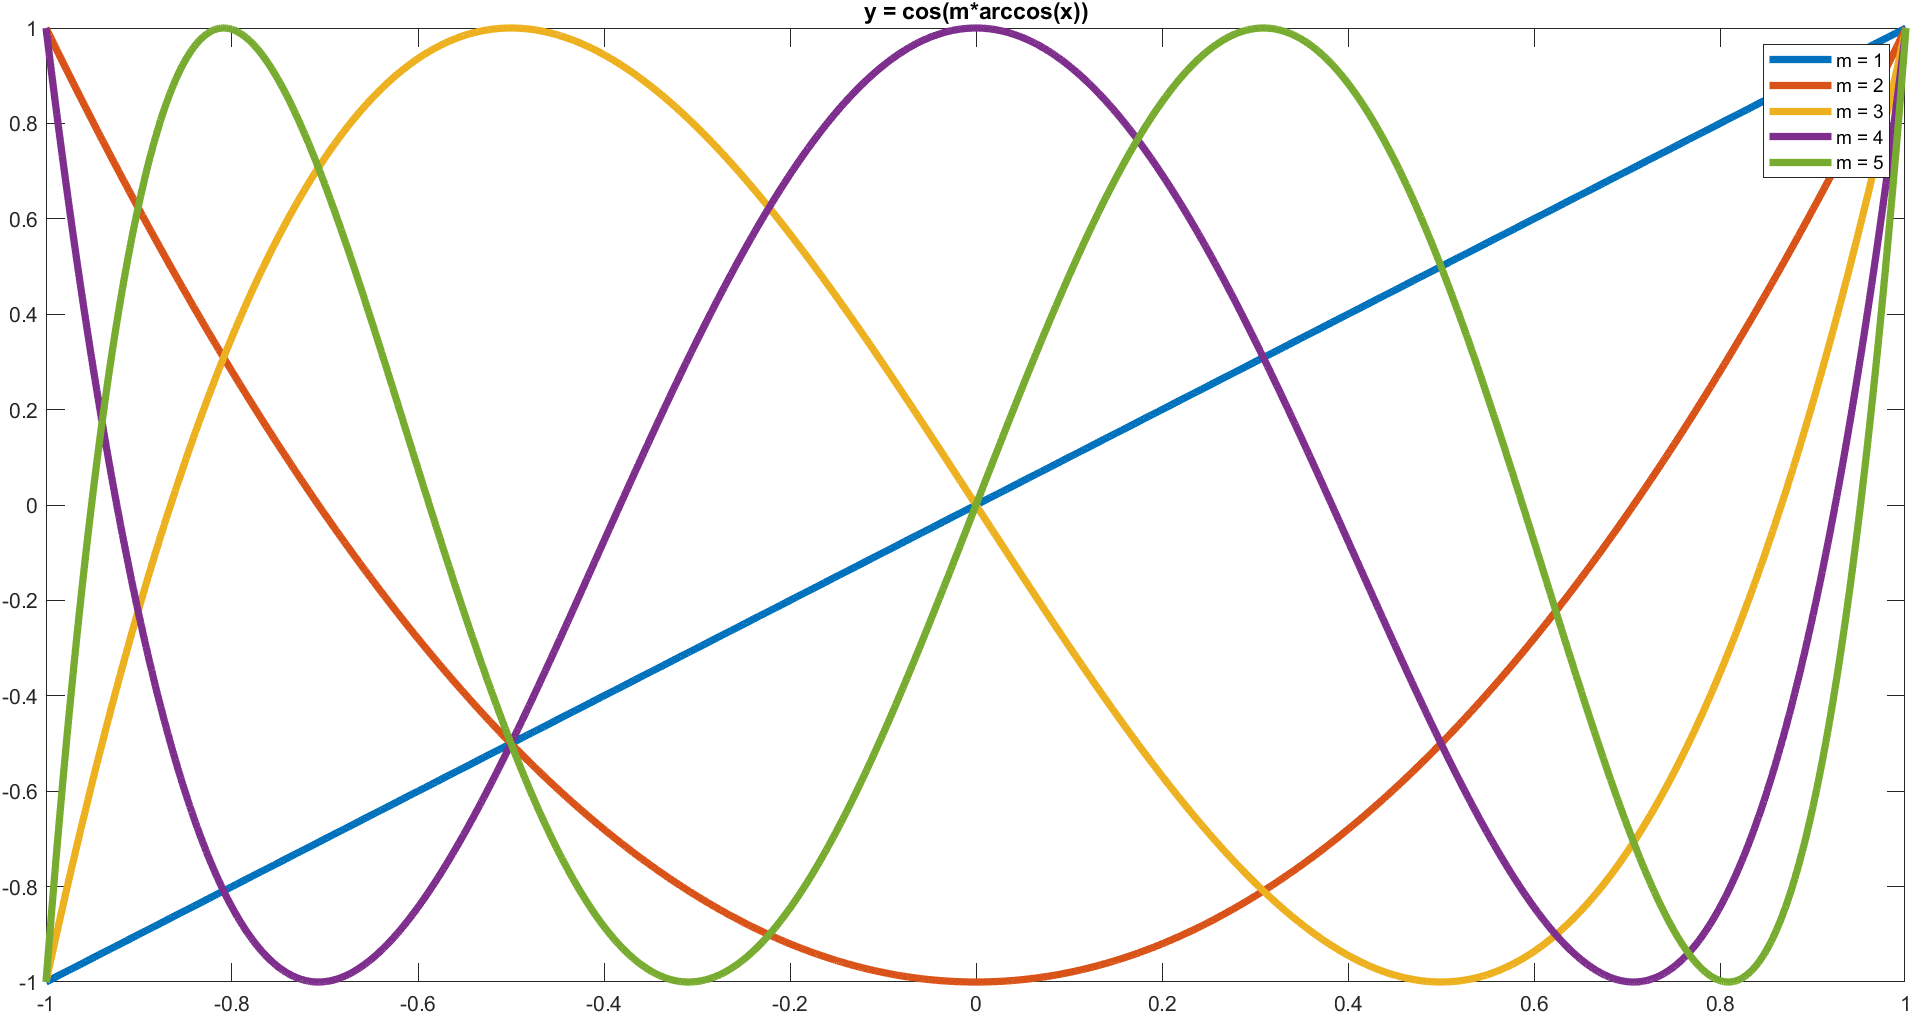 y = cos(m*arccos(x))
1
0.8
0.6
0.4
0.2
0
-0.2
-0.4
-0.6
-0.8
-1
m = 1
m = 2
m = 3
m = 4
m = 5
-1 -0.8 -0.6 -0.4 -0.2 0 0.2 0.4 0.6 0.8 1